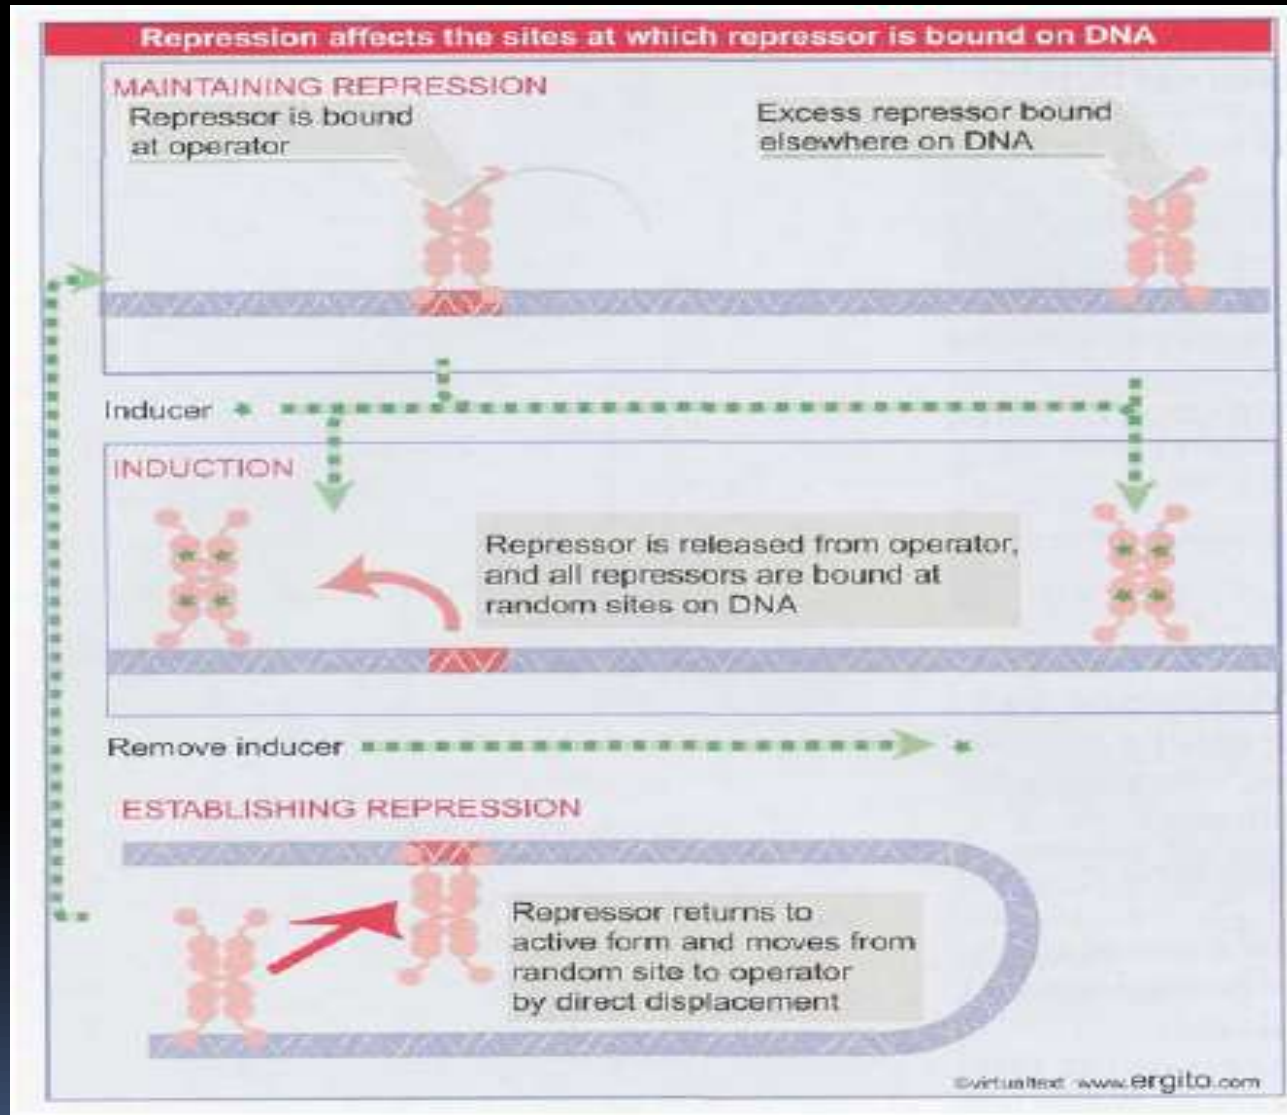 Repression affects the sites at which repressor is bound on DNA
MAINTAINING REPRESSION
Repressor is bound
at operator
Excess repressor bound
elsewhere on DNA
Inducer
INDUCTION
Repressor is released from operator,
and all repressors are bound at
random sites on DNA
Remove inducer
ESTABLISHING REPRESSION
Repressor returns to
active form and moves from
random site to operator
by direct displacement
©virtualtext www.ergito.com